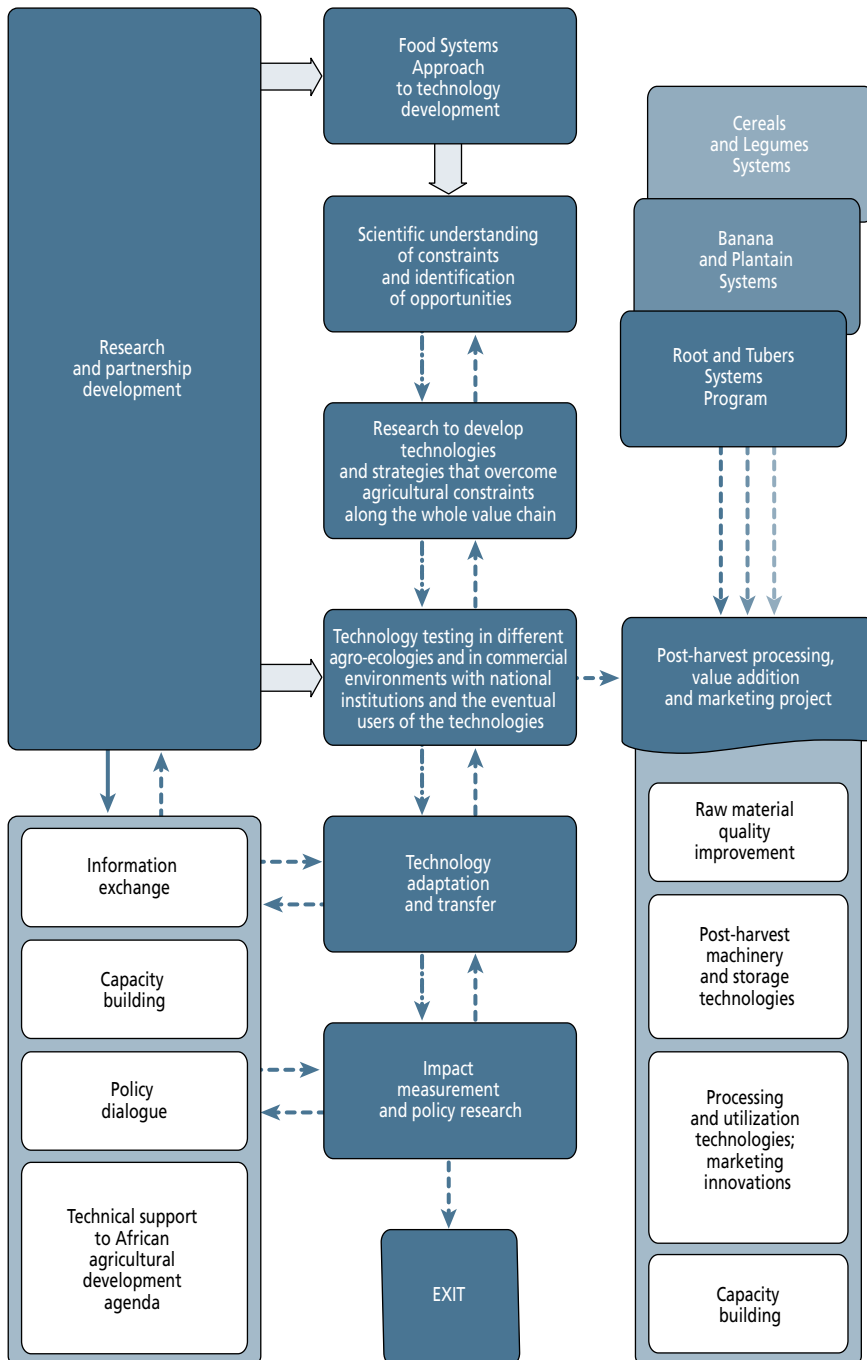 Research
and partnership
development
Information
exchange
Capacity
building
Policy
dialogue
Technical support
to African
agricultural
development
agenda
Food Systems
Approach
to technology
development
Scientific understanding
of constraints
and identification
of opportunities
Research to develop
technologies
and strategies that overcome
agricultural constraints
along the whole value chain
Technology testing in different
agro-ecologies and in commercial
environments with national
institutions and the eventual
users of the technologies
Technology
adaptation
and transfer
Impact
measurement
and policy research
EXIT
Cereals
and Legumes
Systems
Banana
and Plantain
Systems
Root and Tubers
Systems
Program
Post-harvest processing,
value addition
and marketing project
Raw material
quality
improvement
Post-harvest
machinery
and storage
technologies
Processing
and utilization
technologies;
marketing
innovations
Capacity
building